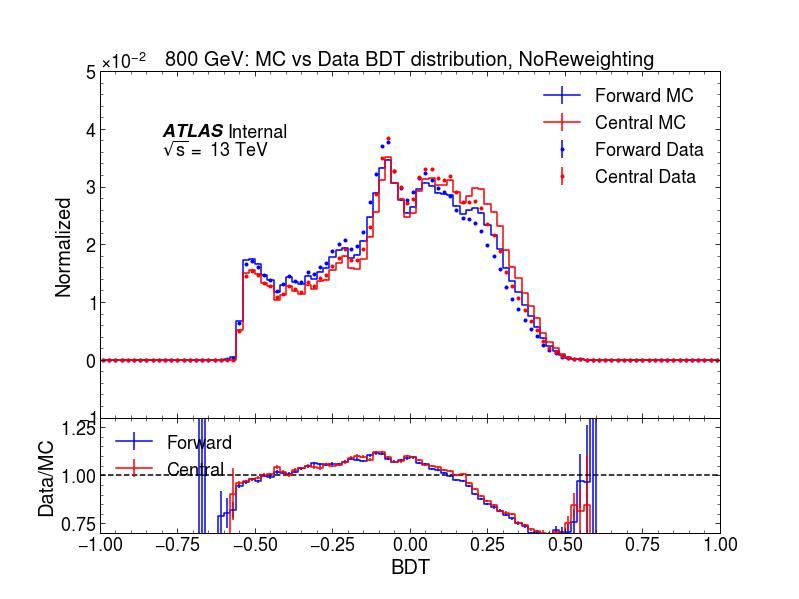 ×10⁻² 800 GeV: MC vs Data BDT distribution, NoReweighting
5
4
3
2
1
0
−1
Normalized
ATLAS Internal
√s = 13 TeV
Forward MC
Central MC
Forward Data
Central Data
1.25
1.00
0.75
Data/MC
Forward
Central
−1.00 −0.75 −0.50 −0.25 0.00 0.25 0.50 0.75 1.00
BDT